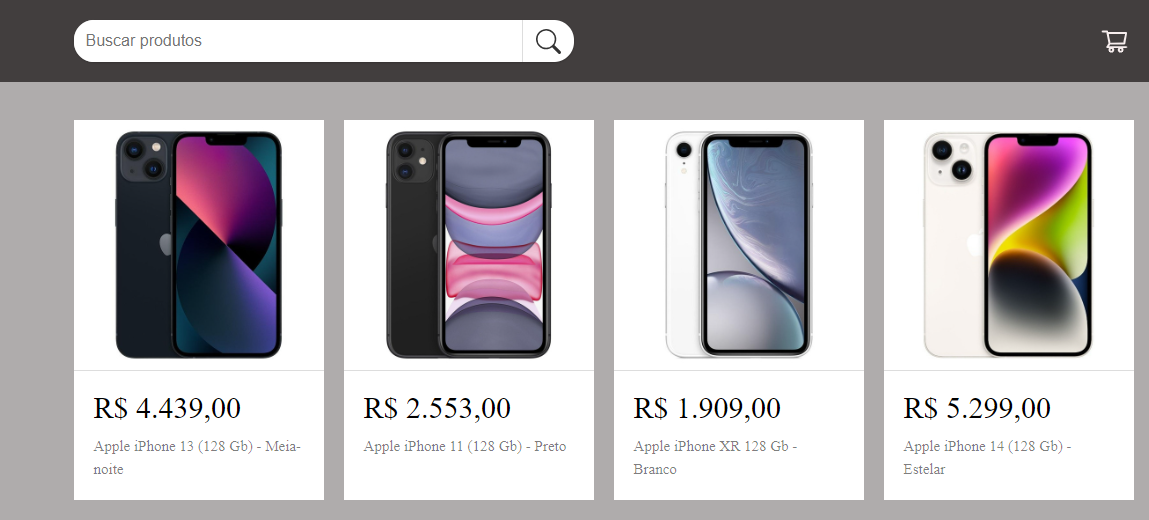 Buscar produtos
R$ 4.439,00
Apple iPhone 13 (128 Gb) - Meia-
noite
R$ 2.553,00
Apple iPhone 11 (128 Gb) - Preto
R$ 1.909,00
Apple iPhone XR 128 Gb -
Branco
R$ 5.299,00
Apple iPhone 14 (128 Gb) -
Estelar